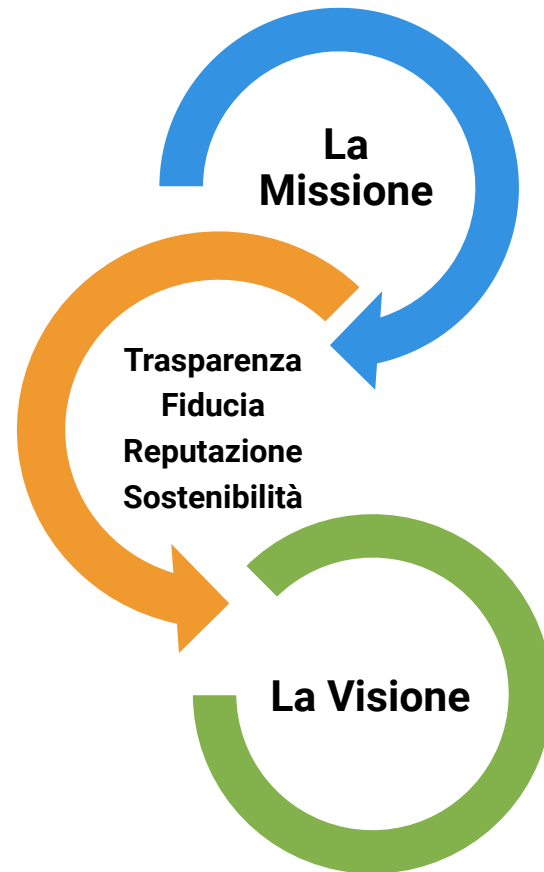 La
Missione
Trasparenza
Fiducia
Reputazione
Sostenibilità
La Visione